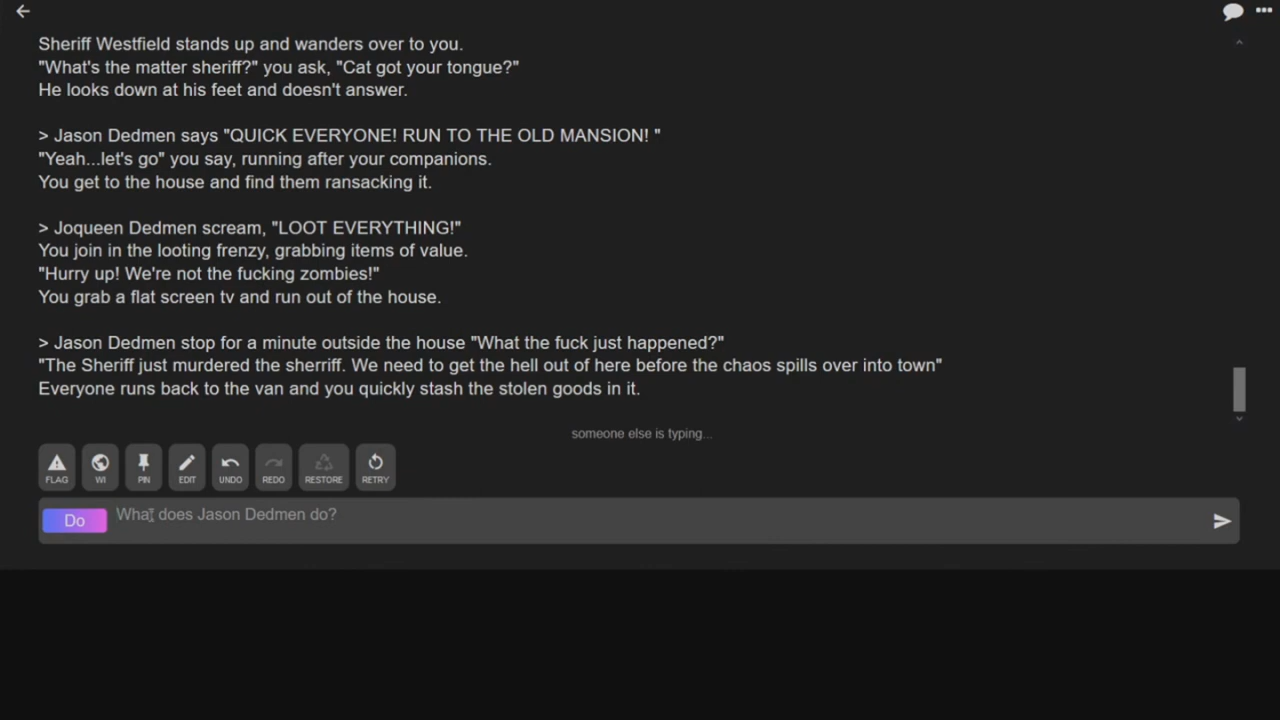 Sheriff Westfield stands up and wanders over to you.
"What's the matter sheriff?" you ask, "Cat got your tongue?"
He looks down at his feet and doesn't answer.
> Jason Dedmen says "QUICK EVERYONE! RUN TO THE OLD MANSION! "
"Yeah...let's go" you say, running after your companions.
You get to the house and find them ransacking it.
> Joqueen Dedmen scream, "LOOT EVERYTHING!"
You join in the looting frenzy, grabbing items of value.
"Hurry up! We're not the fucking zombies!"
You grab a flat screen tv and run out of the house.
> Jason Dedmen stop for a minute outside the house "What the fuck just happened?"
"The Sheriff just murdered the sherriff. We need to get the hell out of here before the chaos spills over into town"
Everyone runs back to the van and you quickly stash the stolen goods in it.
someone else is typing...
FLAG WI PIN EDIT UNDO REDO RESTORE RETRY
Do What does Jason Dedmen do?